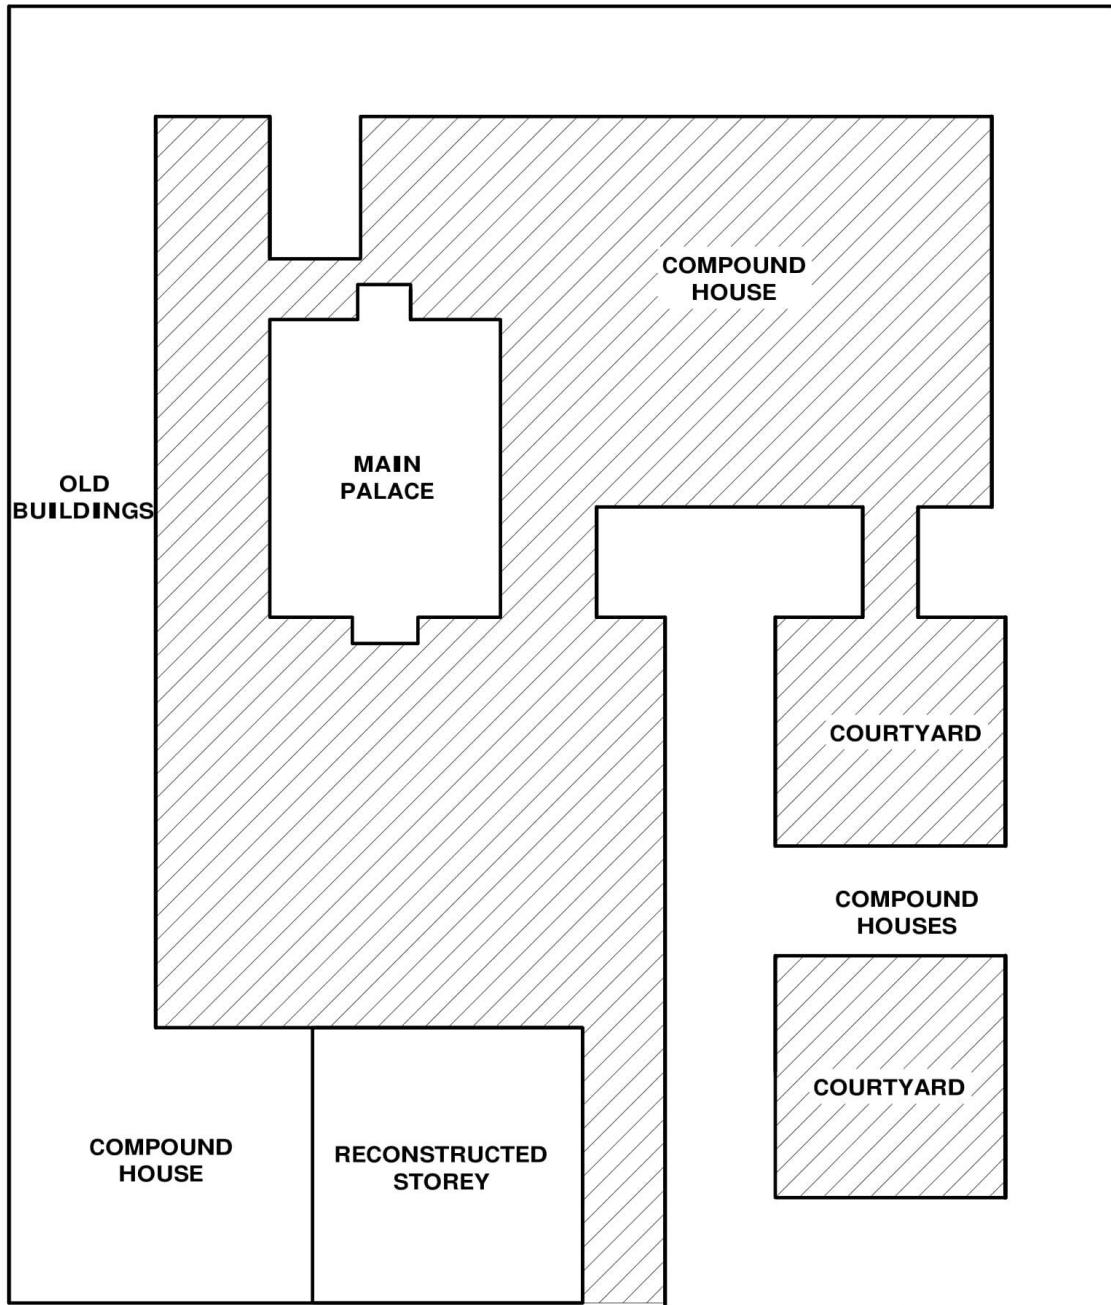 COMPOUND
HOUSE
MAIN
PALACE
OLD
BUILDINGS
COURTYARD
COMPOUND
HOUSES
COURTYARD
COMPOUND
HOUSE
RECONSTRUCTED
STOREY